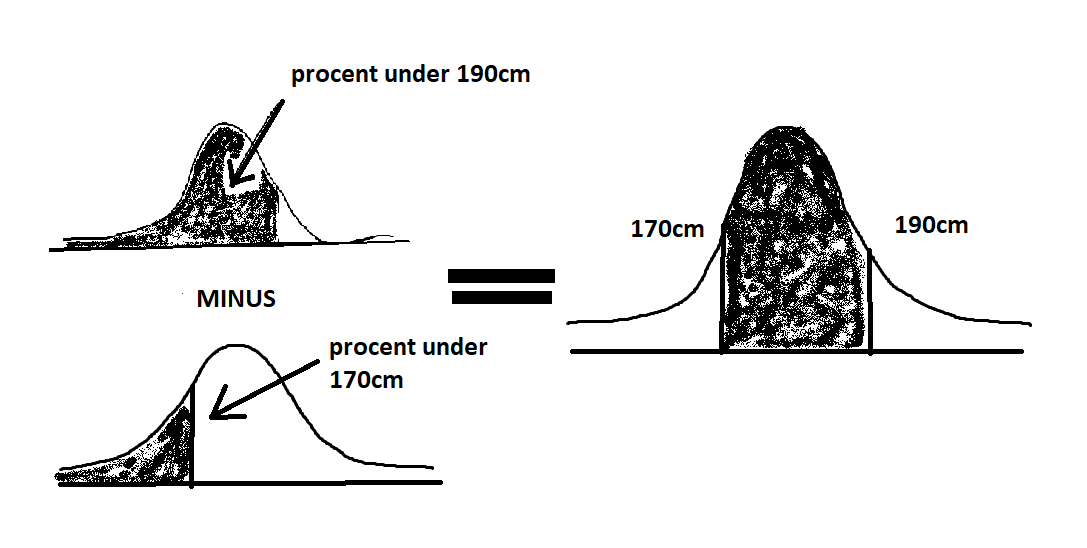 procent under 190cm
MINUS
procent under
170cm
170cm
190cm